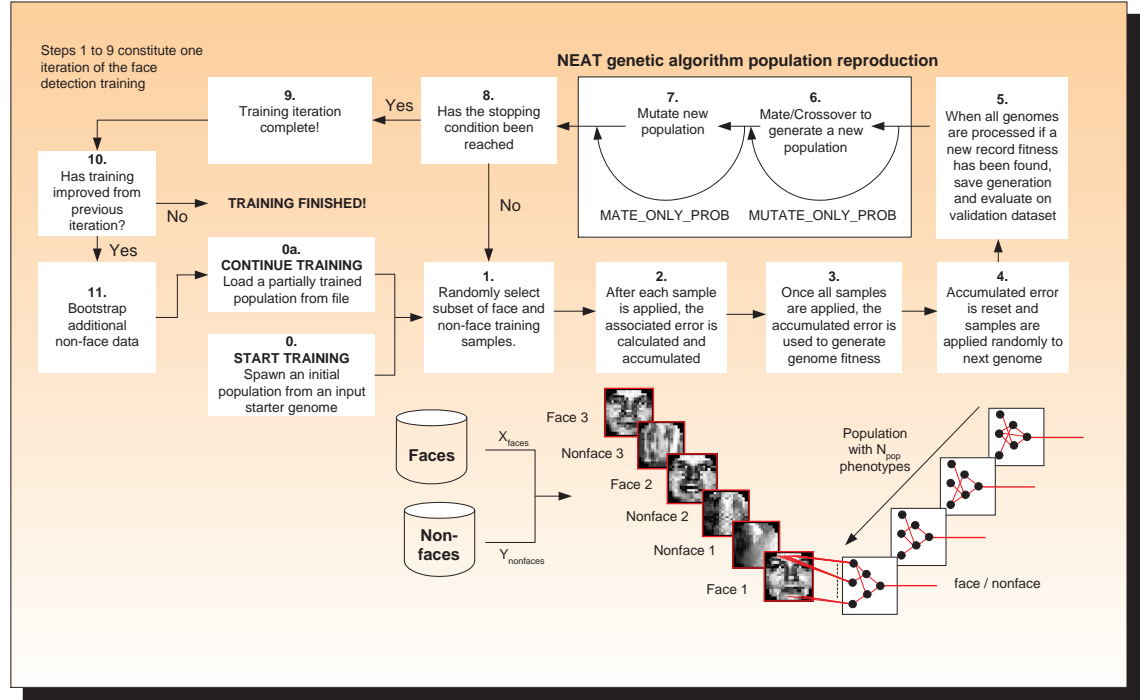 Steps 1 to 9 constitute one
iteration of the face
detection training
NEAT genetic algorithm population reproduction
9.
Training iteration
complete!
Yes
8.
Has the stopping
condition been
reached
7.
Mutate new
population
6.
Mate/Crossover to
generate a new
population
MATE_ONLY_PROB
MUTATE_ONLY_PROB
5.
When all genomes
are processed if a
new record fitness
has been found,
save generation
and evaluate on
validation dataset
10.
Has training
improved from
previous
iteration?
No
TRAINING FINISHED!
No
Yes
11.
Bootstrap
additional
non-face data
0a.
CONTINUE TRAINING
Load a partially trained
population from file
0.
START TRAINING
Spawn an initial
population from an input
starter genome
1.
Randomly select
subset of face and
non-face training
samples.
2.
After each sample
is applied, the
associated error is
calculated and
accumulated
3.
Once all samples
are applied, the
accumulated error is
used to generate
genome fitness
4.
Accumulated error
is reset and
samples are
applied randomly to
next genome
Faces
Non-
faces
Xfaces
Ynonfaces
Face 3
Nonface 3
Face 2
Nonface 2
Nonface 1
Face 1
Population
with Npop
phenotypes
face / nonface